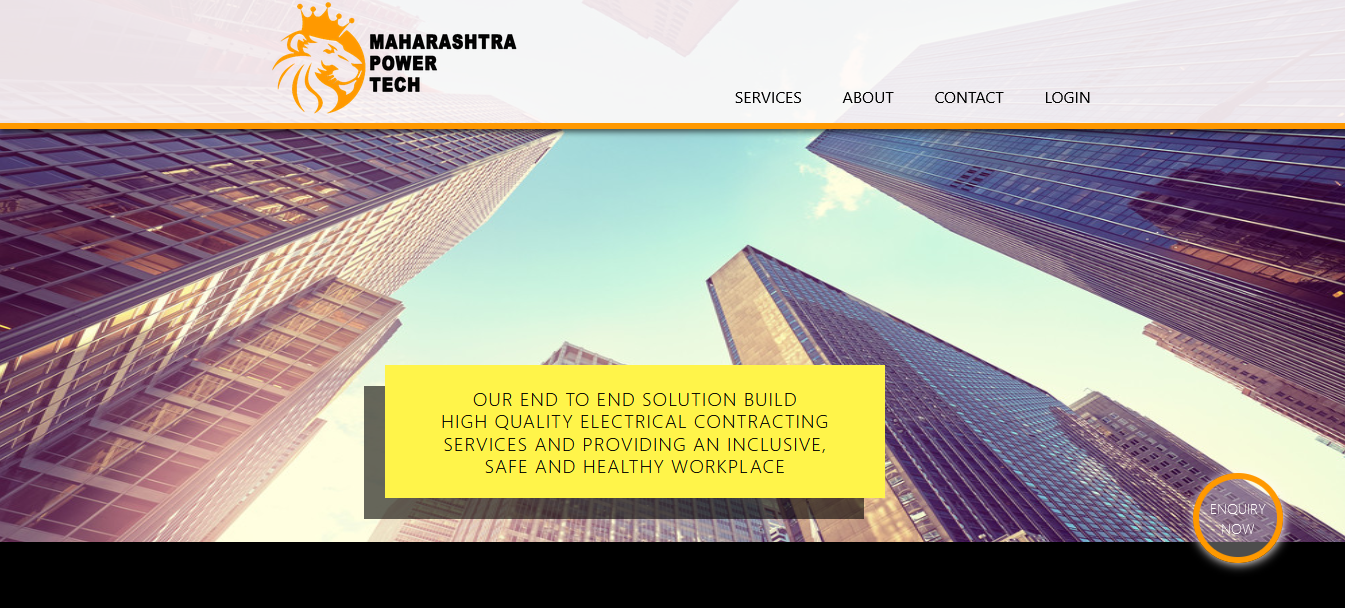 MAHARASHTRA
POWER
TECH
SERVICES ABOUT CONTACT LOGIN
OUR END TO END SOLUTION BUILD
HIGH QUALITY ELECTRICAL CONTRACTING
SERVICES AND PROVIDING AN INCLUSIVE,
SAFE AND HEALTHY WORKPLACE
ENQUIRY
NOW